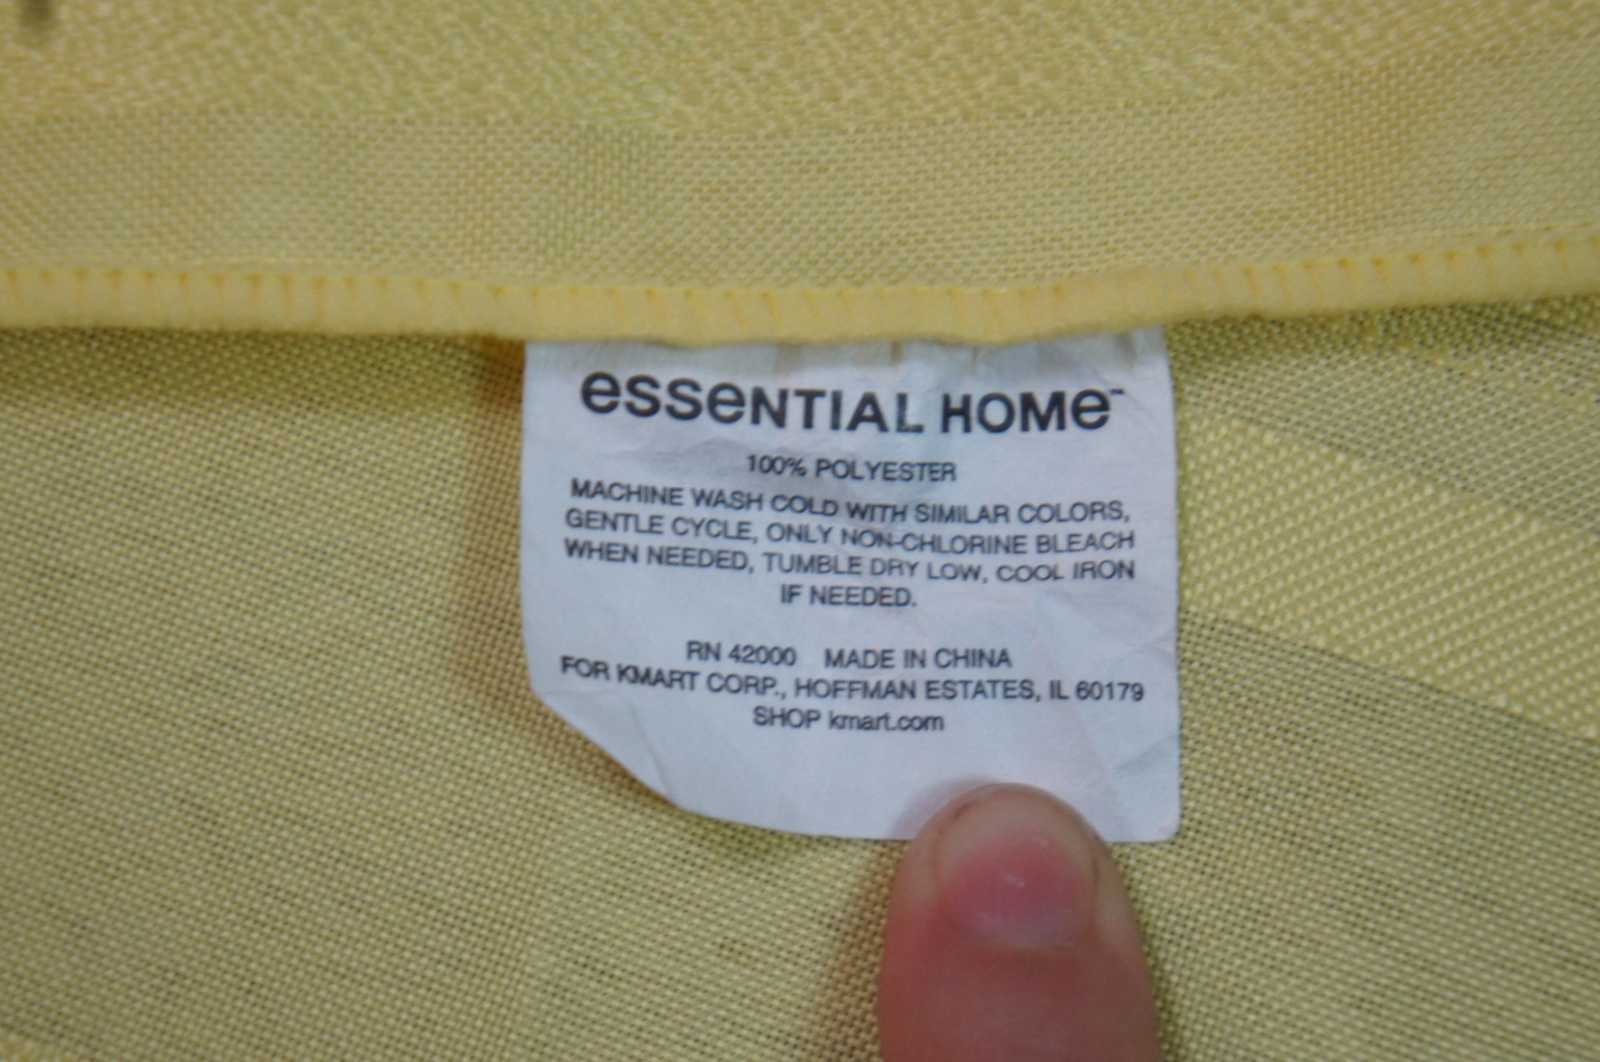 eSSeNTIAL HOMe™
100% POLYESTER
MACHINE WASH COLD WITH SIMILAR COLORS,
GENTLE CYCLE, ONLY NON-CHLORINE BLEACH
WHEN NEEDED, TUMBLE DRY LOW, COOL IRON
IF NEEDED.
RN 42000 MADE IN CHINA
FOR KMART CORP., HOFFMAN ESTATES, IL 60179
SHOP kmart.com